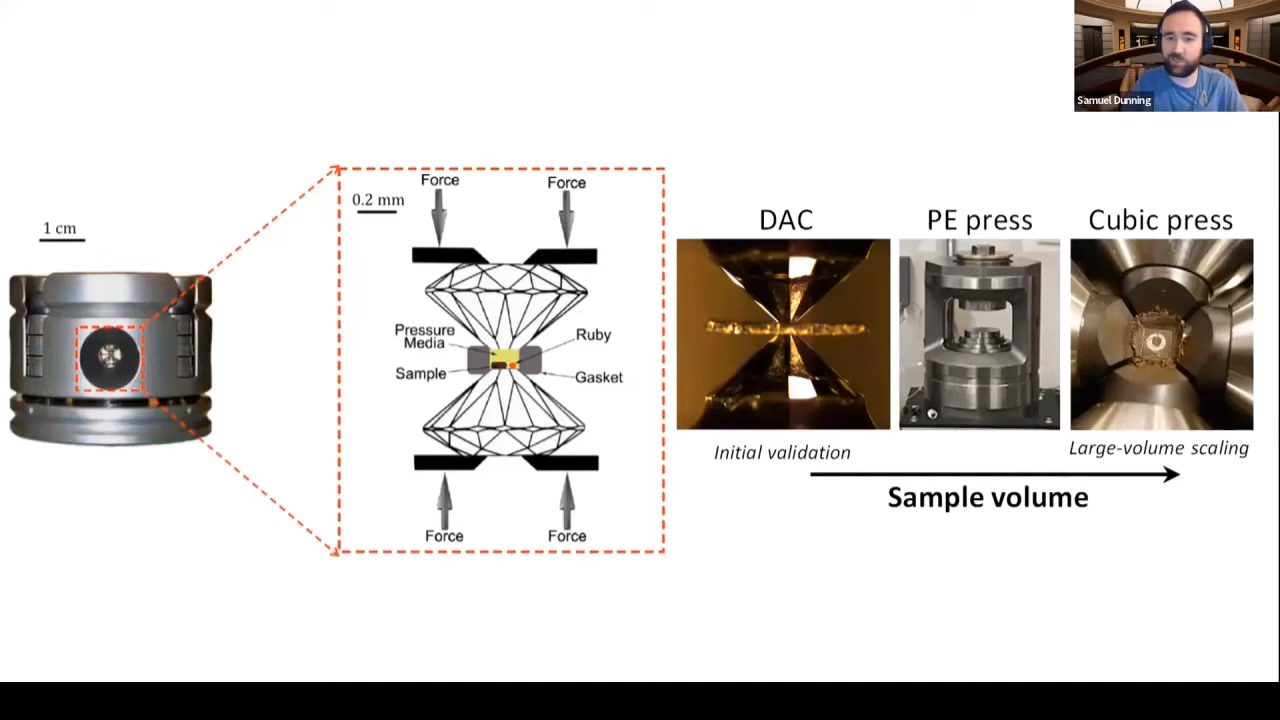 Samuel Dunning
1 cm
0.2 mm
Force
Force
Pressure
Media
Ruby
Sample
Gasket
Force
Force
DAC
PE press
Cubic press
Initial validation
Large-volume scaling
Sample volume